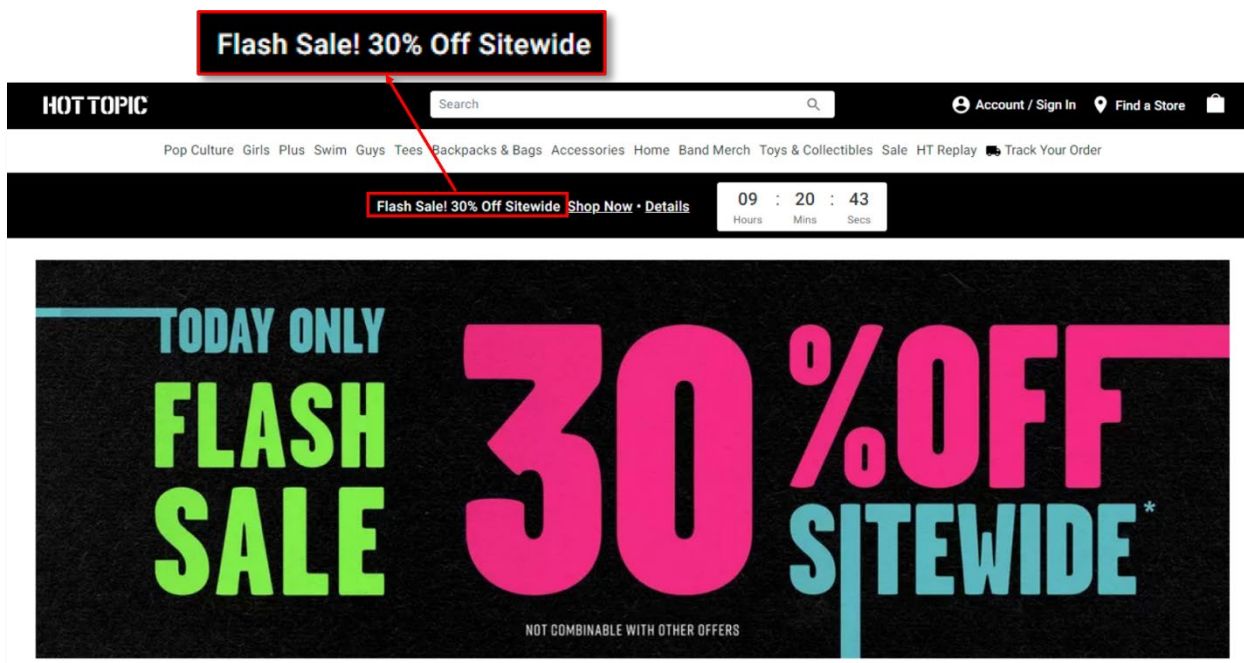 Flash Sale! 30% Off Sitewide
HOT TOPIC
Search
Account / Sign In
Find a Store
Pop Culture Girls Plus Swim Guys Tees Backpacks & Bags Accessories Home Band Merch Toys & Collectibles Sale HT Replay Track Your Order
Flash Sale! 30% Off Sitewide Shop Now • Details
09 : 20 : 43
Hours Mins Secs
TODAY ONLY
FLASH
SALE
30%OFF
SITEWIDE*
NOT COMBINABLE WITH OTHER OFFERS